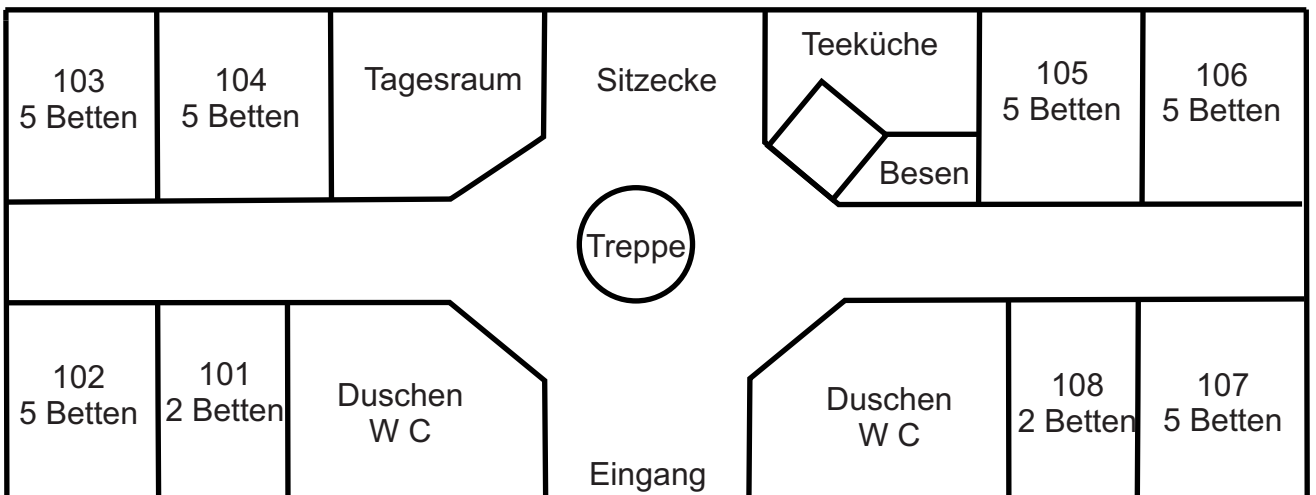 103
5 Betten
104
5 Betten
Tagesraum
Sitzecke
Teeküche
105
5 Betten
106
5 Betten
Besen
Treppe
102
5 Betten
101
2 Betten
Duschen
W C
Eingang
Duschen
W C
108
2 Betten
107
5 Betten